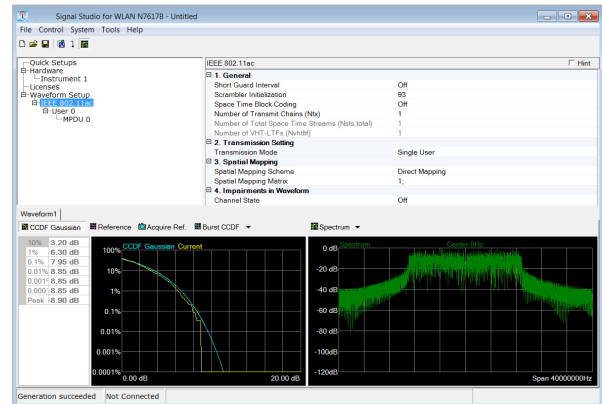 Signal Studio for WLAN N7617B - Untitled
File Control System Tools Help
Quick Setups
Hardware
Instrument 1
Licenses
Waveform Setup
IEEE 802.11ac
User 0
MPDU 0
IEEE 802.11ac Hint
1. General
Short Guard Interval Off
Scrambler Initialization 93
Space Time Block Coding Off
Number of Transmit Chains (Ntx) 1
Number of Total Space Time Streams (Nsts,total) 1
Number of VHT-LTFs (Nvhtltf) 1
2. Transmission Setting
Transmission Mode Single User
3. Spatial Mapping
Spatial Mapping Scheme Direct Mapping
Spatial Mapping Matrix 1;
4. Impairments in Waveform
Channel State Off
Waveform1
CCDF Gaussian Reference Acquire Ref. Burst CCDF Spectrum
10% 3.20 dB
1% 6.30 dB
0.1% 7.95 dB
0.01% 8.85 dB
0.001% 8.85 dB
0.0001 8.85 dB
Peak 8.90 dB
CCDF Gaussian Current
100%
10%
1%
0.1%
0.01%
0.001%
0.0001%
0.00 dB 20.00 dB
Spectrum Center 0Hz
0 dB
-20 dB
-40 dB
-60 dB
-80 dB
-100dB
-120dB
Span 40000000Hz
Generation succeeded Not Connected